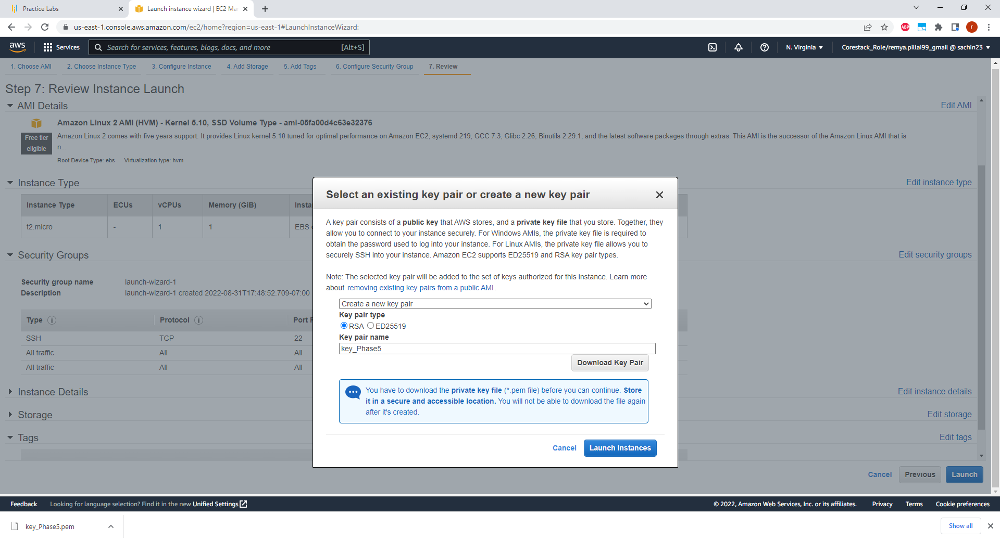 Practice Labs
Launch instance wizard | EC2 Ma
us-east-1.console.aws.amazon.com/ec2/home?region=us-east-1#LaunchInstanceWizard:
ABP
r
aws
Services
Search for services, features, blogs, docs, and more
[Alt+S]
N. Virginia
Corestack_Role/remya.pillai99_gmail @ sachin23
1. Choose AMI
2. Choose Instance Type
3. Configure Instance
4. Add Storage
5. Add Tags
6. Configure Security Group
7. Review
Step 7: Review Instance Launch
AMI Details
Edit AMI
Amazon Linux 2 AMI (HVM) - Kernel 5.10, SSD Volume Type - ami-05fa00d4c63e32376
Free tier
eligible
Amazon Linux 2 comes with five years support. It provides Linux kernel 5.10 tuned for optimal performance on Amazon EC2, systemd 219, GCC 7.3, Glibc 2.26, Binutils 2.29.1, and the latest software packages through extras. This AMI is the successor of the Amazon Linux AMI that is
n...
Root Device Type: ebs Virtualization type: hvm
Instance Type
Edit instance type
Instance Type ECUs vCPUs Memory (GiB) Insta
t2.micro - 1 1 EBS
Security Groups
Edit security groups
Security group name launch-wizard-1
Description launch-wizard-1 created 2022-08-31T17:48:52.709-07:00
Type i Protocol i Port
SSH TCP 22
All traffic All All
All traffic All All
Instance Details
Edit instance details
Storage
Edit storage
Tags
Edit tags
Select an existing key pair or create a new key pair
A key pair consists of a public key that AWS stores, and a private key file that you store. Together, they
allow you to connect to your instance securely. For Windows AMIs, the private key file is required to
obtain the password used to log into your instance. For Linux AMIs, the private key file allows you to
securely SSH into your instance. Amazon EC2 supports ED25519 and RSA key pair types.
Note: The selected key pair will be added to the set of keys authorized for this instance. Learn more
about removing existing key pairs from a public AMI .
Create a new key pair
Key pair type
RSA ED25519
Key pair name
key_Phase5
Download Key Pair
You have to download the private key file (*.pem file) before you can continue. Store
it in a secure and accessible location. You will not be able to download the file again
after it's created.
Cancel
Launch Instances
Cancel
Previous
Launch
Feedback
Looking for language selection? Find it in the new Unified Settings
© 2022, Amazon Web Services, Inc. or its affiliates.
Privacy
Terms
Cookie preferences
key_Phase5.pem
Show all